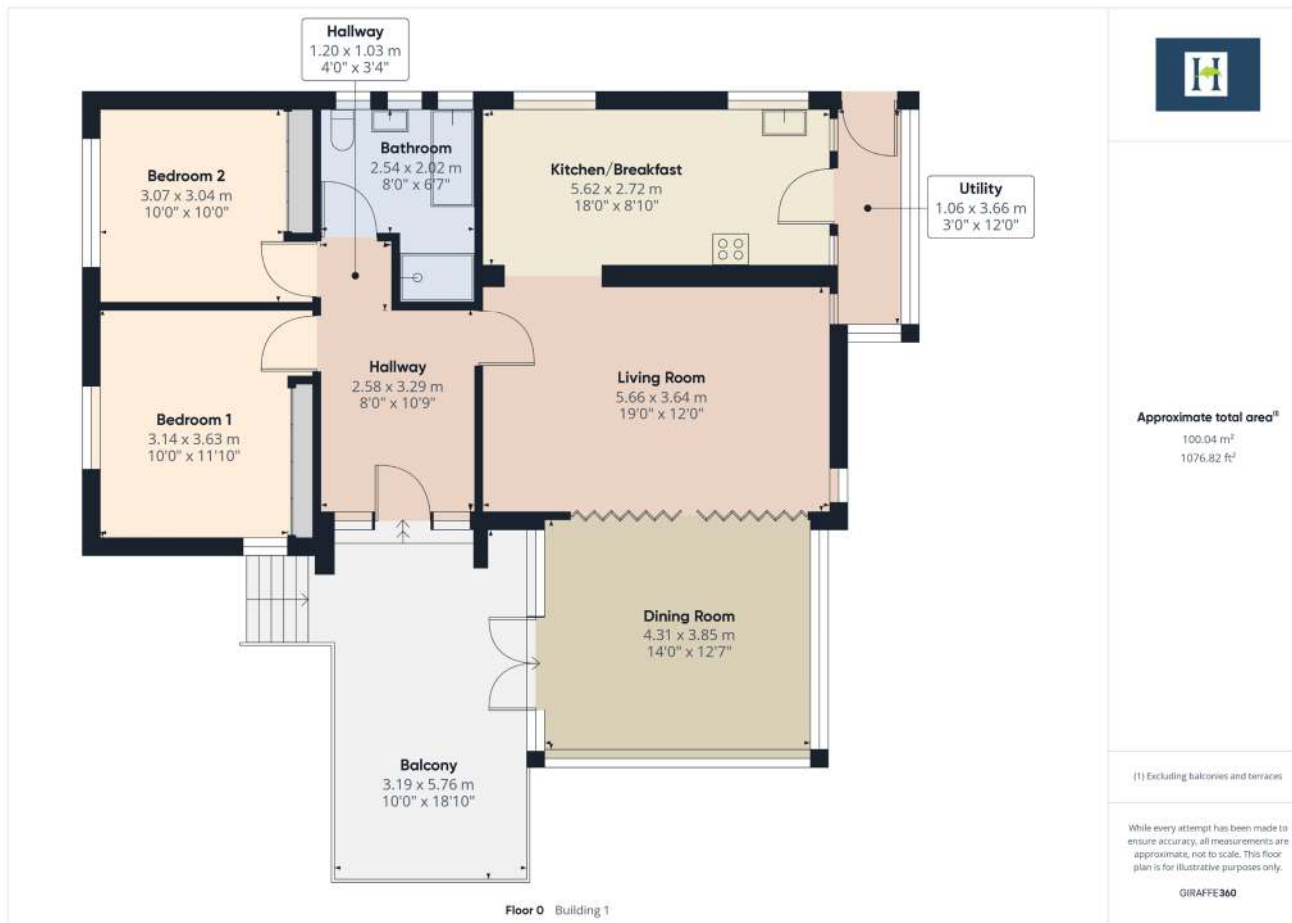 Hallway
1.20 x 1.03 m
4'0" x 3'4"
Bedroom 2
3.07 x 3.04 m
10'0" x 10'0"
Bathroom
2.54 x 2.02 m
8'0" x 6'7"
Kitchen/Breakfast
5.62 x 2.72 m
18'0" x 8'10"
Utility
1.06 x 3.66 m
3'0" x 12'0"
Bedroom 1
3.14 x 3.63 m
10'0" x 11'10"
Hallway
2.58 x 3.29 m
8'0" x 10'9"
Living Room
5.66 x 3.64 m
19'0" x 12'0"
Dining Room
4.31 x 3.85 m
14'0" x 12'7"
Balcony
3.19 x 5.76 m
10'0" x 18'10"
Floor 0 Building 1
H
Approximate total area⁽¹⁾
100.04 m²
1076.82 ft²
(1) Excluding balconies and terraces
While every attempt has been made to
ensure accuracy, all measurements are
approximate, not to scale. This floor
plan is for illustrative purposes only.
GIRAFFE360